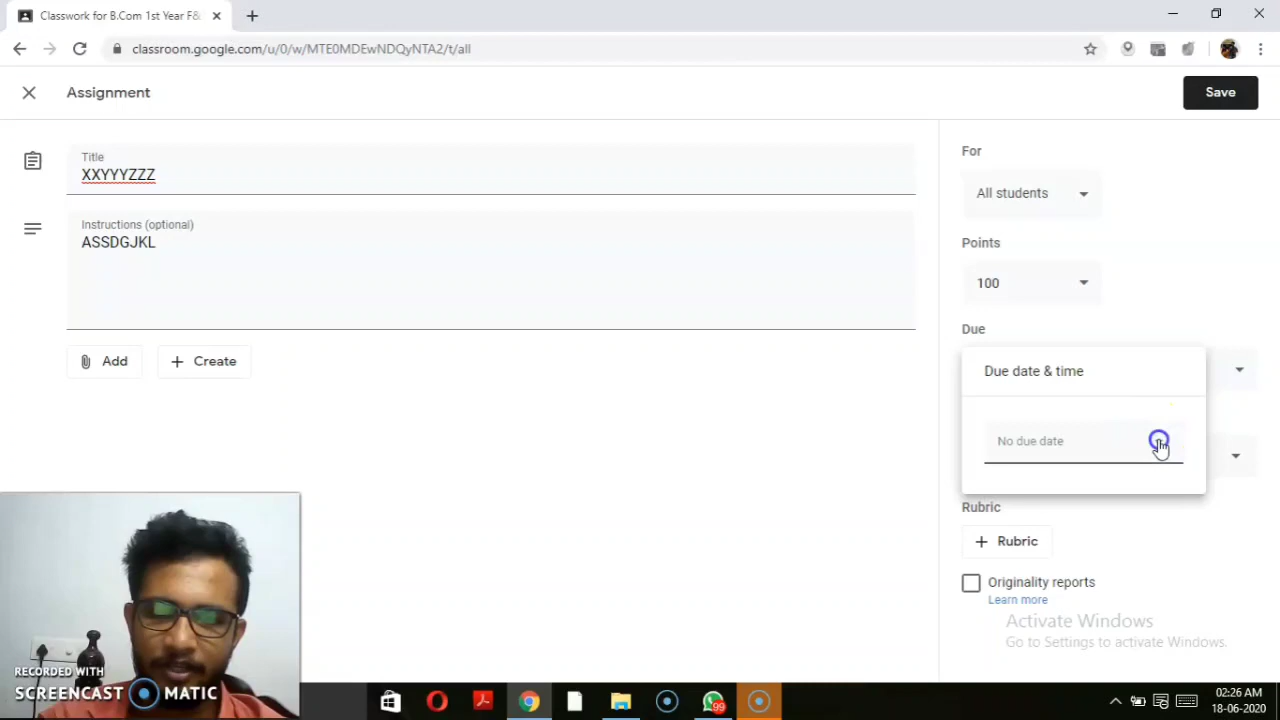 Classwork for B.Com 1st Year F&
classroom.google.com/u/0/w/MTE0MDEwNDQyNTA2/t/all
Assignment
Save
Title
XXYYYZZZ
Instructions (optional)
ASSDGJKL
Add
Create
For
All students
Points
100
Due
Due date & time
No due date
Rubric
Rubric
Originality reports
Learn more
Activate Windows
Go to Settings to activate Windows.
RECORDED WITH
SCREENCAST MATIC
99
02:26 AM
18-06-2020